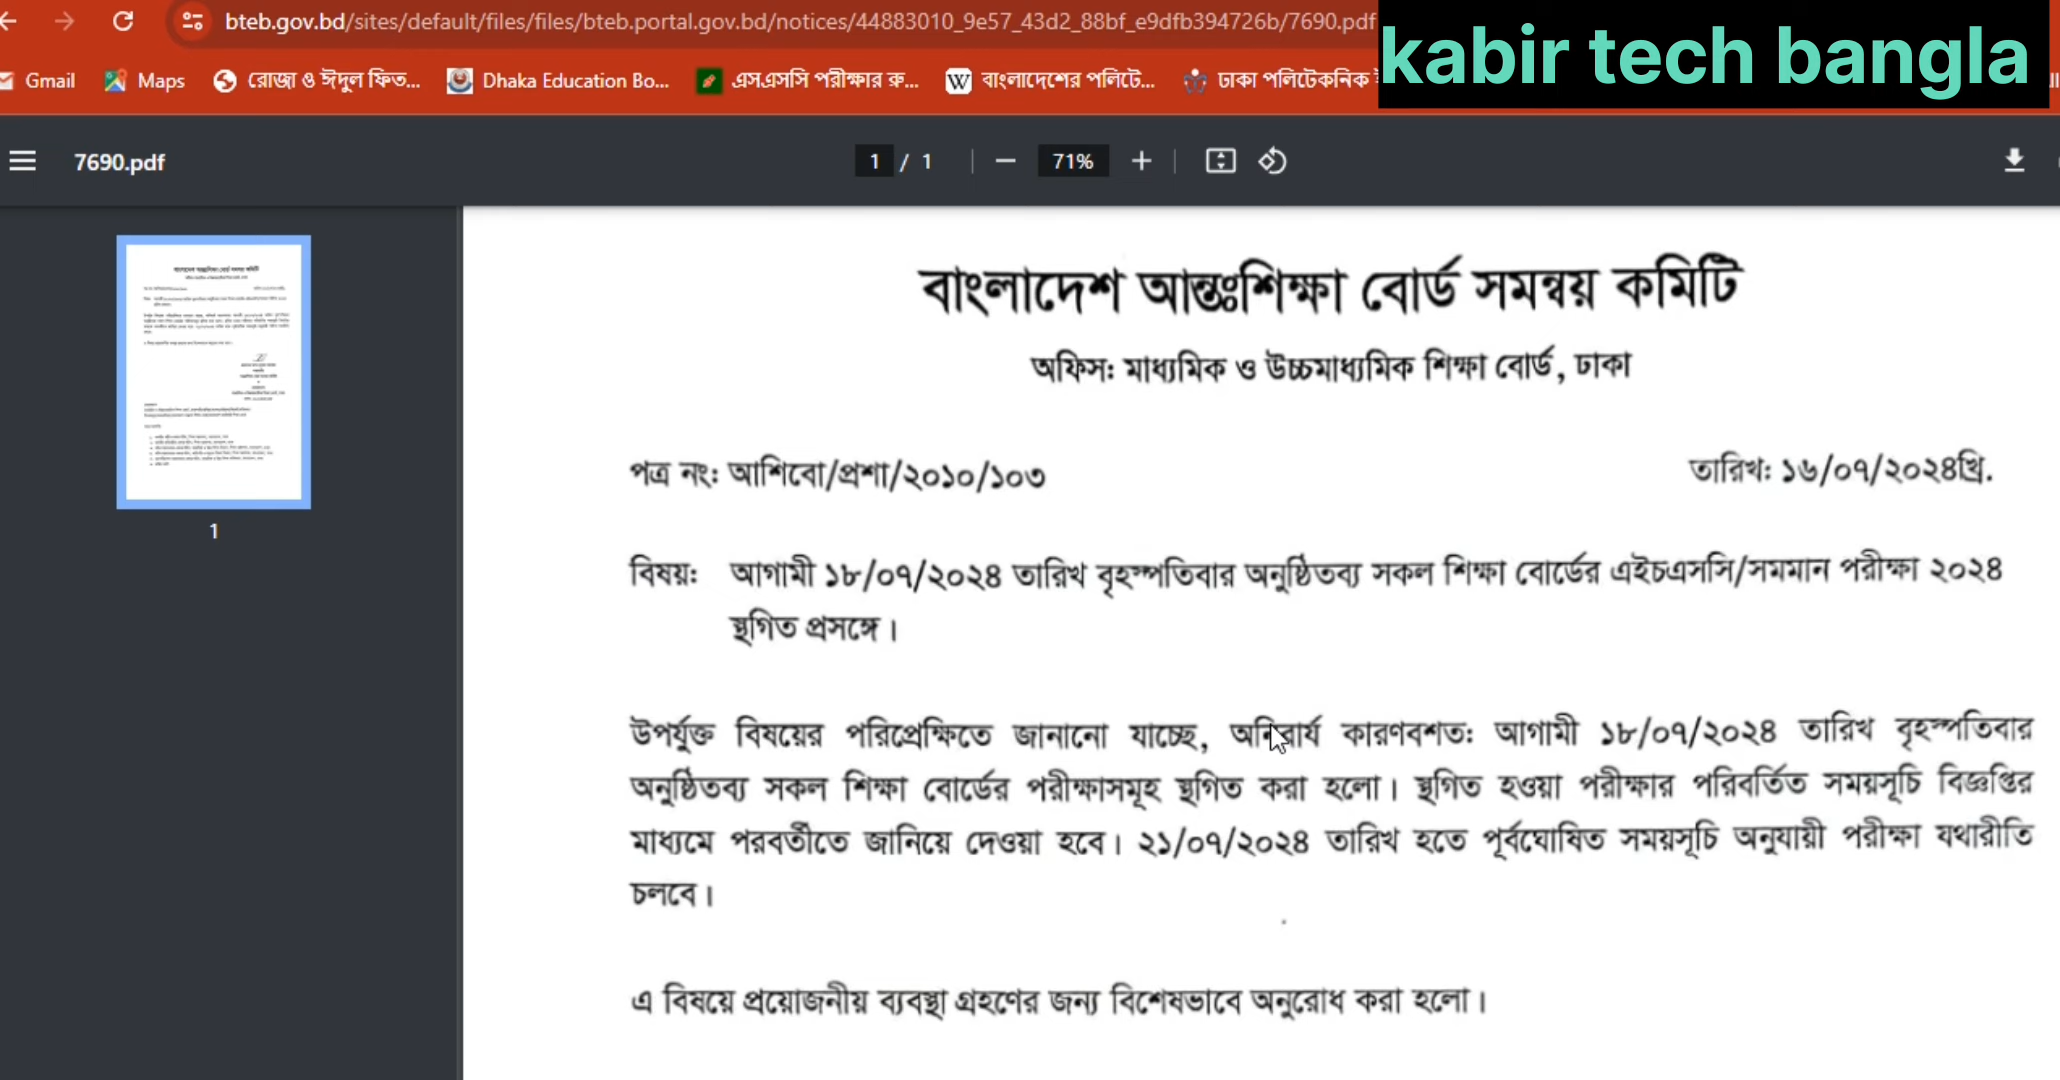 bteb.gov.bd/sites/default/files/files/bteb.portal.gov.bd/notices/44883010_9e57_43d2_88bf_e9dfb394726b/7690.pdf
kabir tech bangla
Gmail Maps রোজা ও ঈদুল ফিত... Dhaka Education Bo... এসএসসি পরীক্ষার রু... বাংলাদেশের পলিটে... ঢাকা পলিটেকনিক
7690.pdf 1 / 1 71%
1
বাংলাদেশ আন্তঃশিক্ষা বোর্ড সমন্বয় কমিটি
অফিস: মাধ্যমিক ও উচ্চমাধ্যমিক শিক্ষা বোর্ড, ঢাকা
পত্র নং: আশিবো/প্রশা/২০১০/১০৩ তারিখ: ১৬/০৭/২০২৪খ্রি.
বিষয়: আগামী ১৮/০৭/২০২৪ তারিখ বৃহস্পতিবার অনুষ্ঠিতব্য সকল শিক্ষা বোর্ডের এইচএসসি/সমমান পরীক্ষা ২০২৪
স্থগিত প্রসঙ্গে।
উপর্যুক্ত বিষয়ের পরিপ্রেক্ষিতে জানানো যাচ্ছে, অনিবার্য কারণবশত: আগামী ১৮/০৭/২০২৪ তারিখ বৃহস্পতিবার
অনুষ্ঠিতব্য সকল শিক্ষা বোর্ডের পরীক্ষাসমূহ স্থগিত করা হলো। স্থগিত হওয়া পরীক্ষার পরিবর্তিত সময়সূচি বিজ্ঞপ্তির
মাধ্যমে পরবর্তীতে জানিয়ে দেওয়া হবে। ২১/০৭/২০২৪ তারিখ হতে পূর্বঘোষিত সময়সূচি অনুযায়ী পরীক্ষা যথারীতি
চলবে।
এ বিষয়ে প্রয়োজনীয় ব্যবস্থা গ্রহণের জন্য বিশেষভাবে অনুরোধ করা হলো।